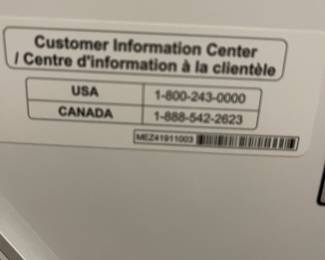 Customer Information Center
/ Centre d'information à la clientèle
USA 1-800-243-0000
CANADA 1-888-542-2623
MEZ41911003